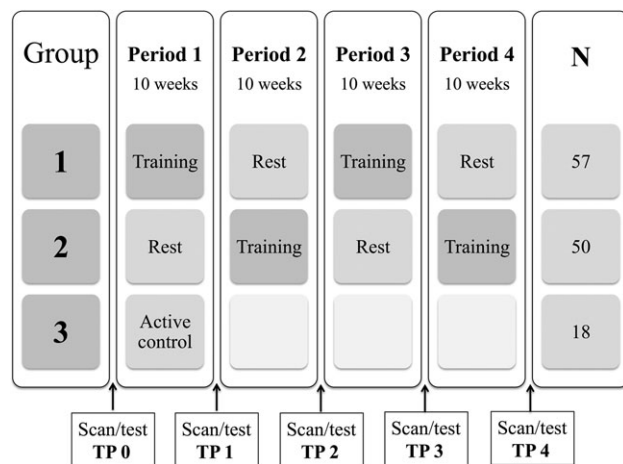 Group Period 1 Period 2 Period 3 Period 4 N
10 weeks 10 weeks 10 weeks 10 weeks
1 Training Rest Training Rest 57
2 Rest Training Rest Training 50
3 Active control 18
Scan/test Scan/test Scan/test Scan/test Scan/test
TP 0 TP 1 TP 2 TP 3 TP 4